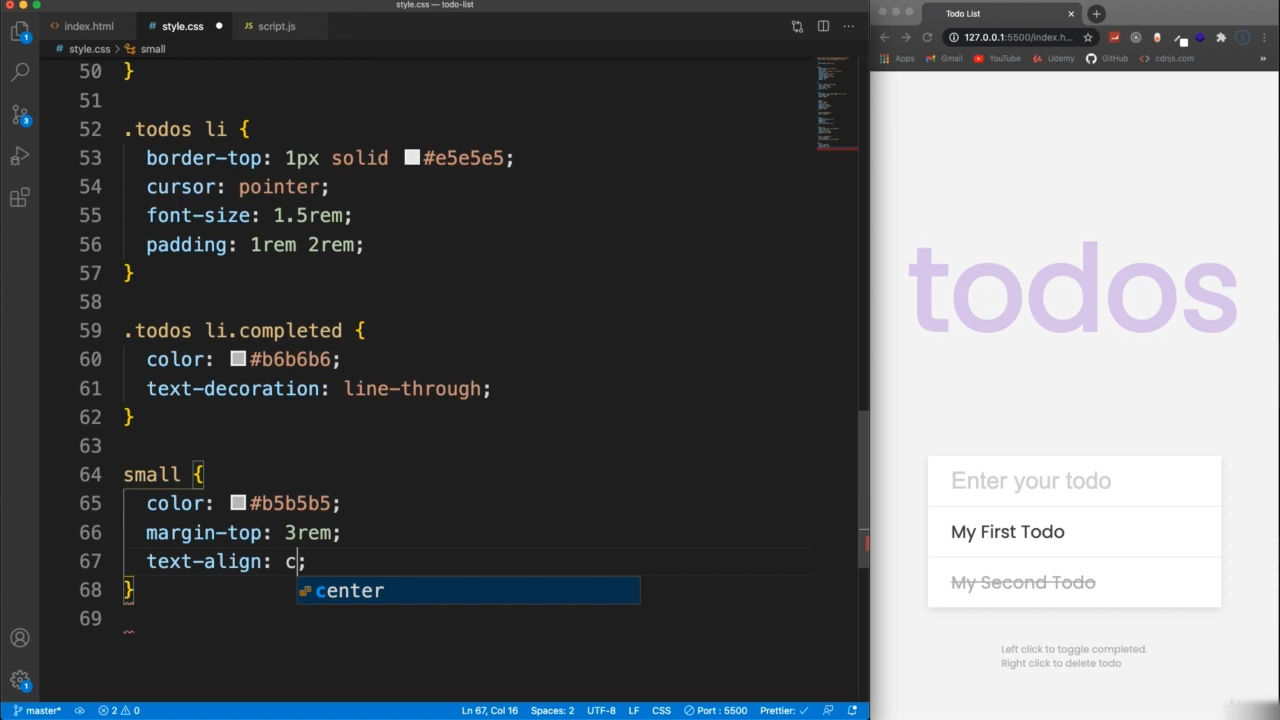 style.css — todo-list
index.html
style.css
script.js
style.css > small
50 }
51
52 .todos li {
53 border-top: 1px solid #e5e5e5;
54 cursor: pointer;
55 font-size: 1.5rem;
56 padding: 1rem 2rem;
57 }
58
59 .todos li.completed {
60 color: #b6b6b6;
61 text-decoration: line-through;
62 }
63
64 small {
65 color: #b5b5b5;
66 margin-top: 3rem;
67 text-align: c;
center
68 }
69
1
3
1
master* 2 0 Ln 67, Col 16 Spaces: 2 UTF-8 LF CSS Port : 5500 Prettier: ✓
Todo List
127.0.0.1:5500/index.h...
Apps Gmail YouTube Udemy GitHub cdnjs.com »
todos
Enter your todo
My First Todo
My Second Todo
Left click to toggle completed.
Right click to delete todo